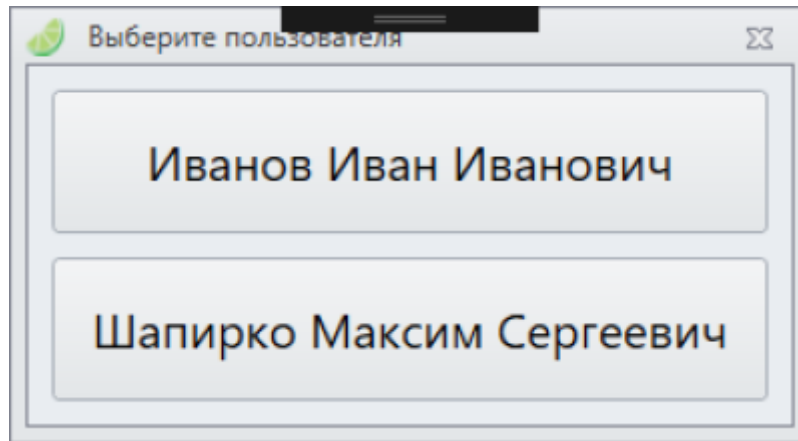 Выберите пользователя
Иванов Иван Иванович
Шапирко Максим Сергеевич